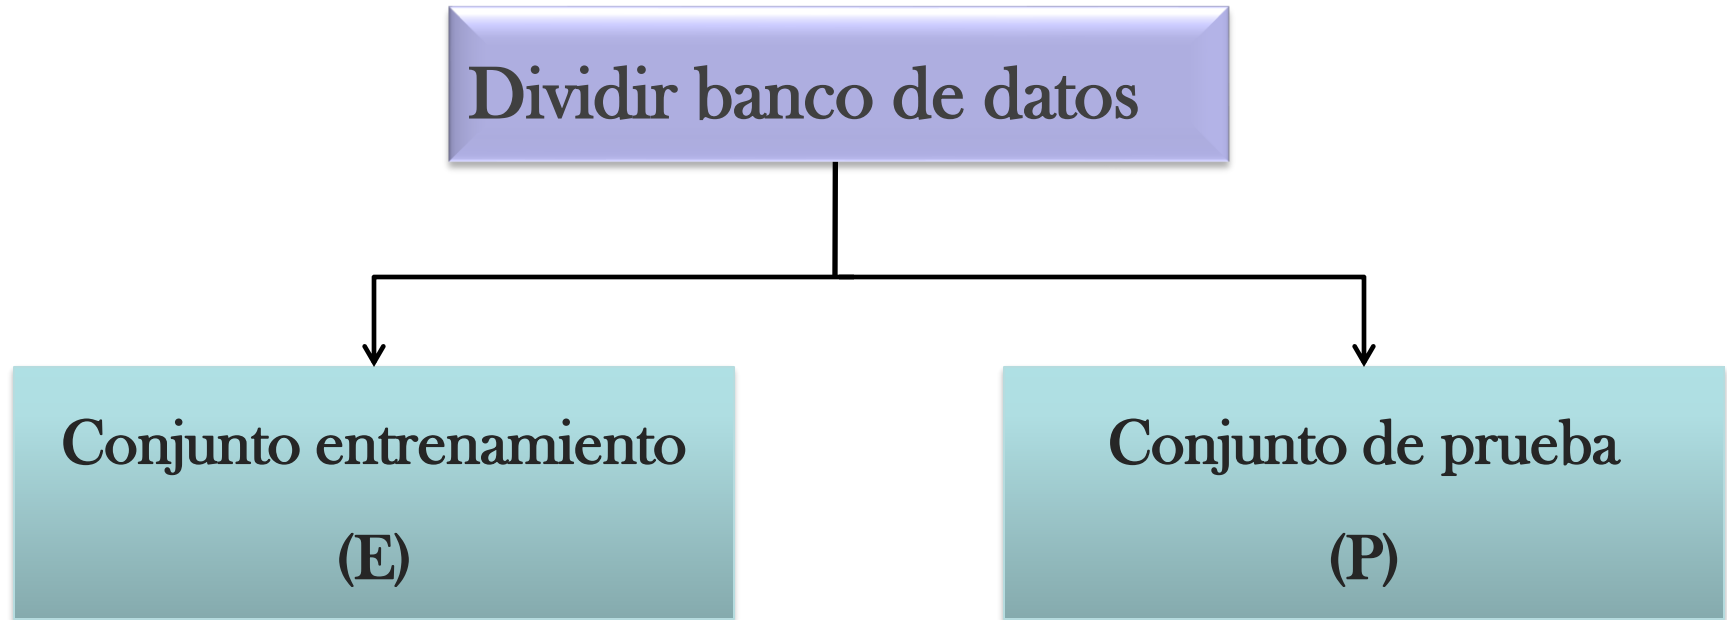 Dividir banco de datos
Conjunto entrenamiento
(E)
Conjunto de prueba
(P)